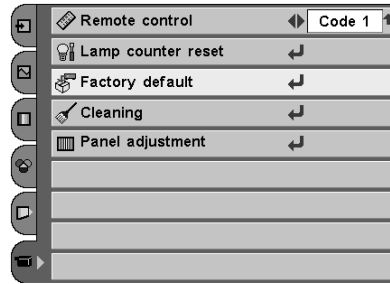 Remote control Code 1
Lamp counter reset
Factory default
Cleaning
Panel adjustment